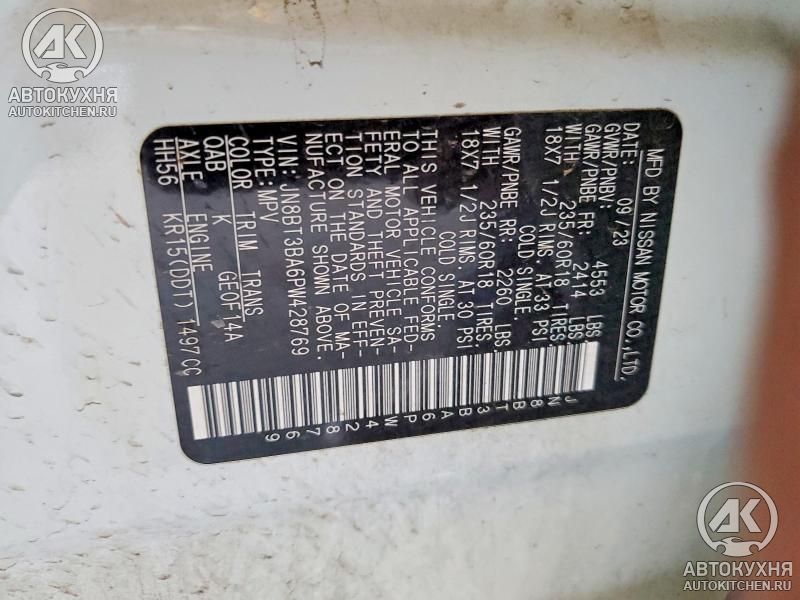 AK
АВТОКУХНЯ
AUTOKITCHEN.RU
MFD BY NISSAN MOTOR CO.,LTD.
DATE: 09/23
GVWR/PNBV: 4553 LBS
GAWR/PNBE FR: 2414 LBS
WITH 235/60R18 TIRES.
18X7 1/2J RIMS. AT 33 PSI
COLD SINGLE.
GAWR/PNBE RR: 2260 LBS
WITH 235/60R18 TIRES.
18X7 1/2J RIMS. AT 30 PSI
COLD SINGLE.
THIS VEHICLE CONFORMS
TO ALL APPLICABLE FED-
ERAL MOTOR VEHICLE SA-
FETY AND THEFT PREVEN-
TION STANDARDS IN EFF-
ECT ON THE DATE OF MA-
NUFACTURE SHOWN ABOVE.
VIN: JN8BT3BA6PW428769
TYPE: MPV
COLOR TRIM TRANS
QAB K GE0F14A
AXLE ENGINE
HH56 KR15(DDT) 1497CC
JN8BT3BA6PW428769
AK
АВТОКУХНЯ
AUTOKITCHEN.RU